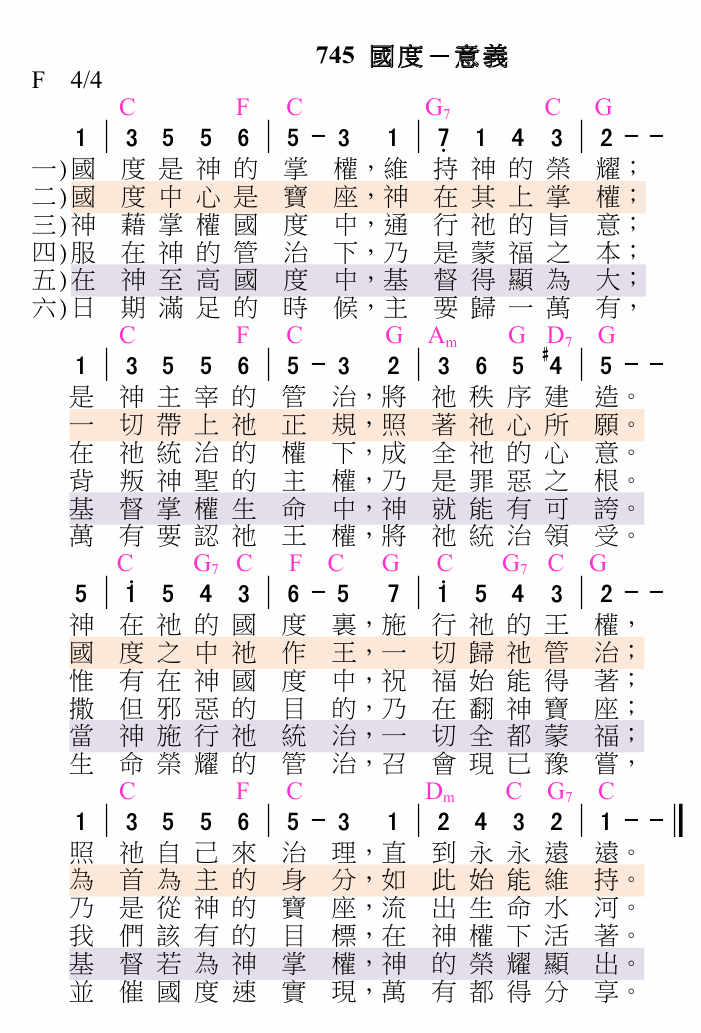 745 國度－意義
F 4/4
C F C G7 C G
1 | 3 5 5 6 | 5 － 3 1 | 7̣ 1 4 3 | 2 － －
一)國 度是神的掌權，維持神的榮耀；
二)國 度中心是寶座，神在其上掌權；
三)神 藉掌權國度中，通行祂的旨意；
四)服 在神的管治下，乃是蒙福之本；
五)在 神至高國度中，基督得顯為大；
六)日 期滿足的時候，主要歸一萬有，
C F C G Am G D7 G
1 | 3 5 5 6 | 5 － 3 2 | 3 6 5 ♯4 | 5 － －
是神主宰的管治，將祂秩序建造。
一切帶上祂正規，照著祂心所願。
在祂統治的權下，成全祂的心意。
背叛神聖的主權，乃是罪惡之根。
基督掌權生命中，神就能有可誇。
萬有要認祂王權，將祂統治領受。
C G7 C F C G C G7 C G
5 | 1̇ 5 4 3 | 6 － 5 7 | 1̇ 5 4 3 | 2 － －
神在祂的國度裏，施行祂的王權，
國度之中祂作王，一切歸祂管治；
惟有在神國度中，祝福始能得著；
撒但邪惡的目的，乃在翻神寶座；
當神施行祂統治，一切全都蒙福；
生命榮耀的管治，召會現已豫嘗，
C F C Dm C G7 C
1 | 3 5 5 6 | 5 － 3 1 | 2 4 3 2 | 1 － － ‖
照祂自己來治理，直到永永遠遠。
為首為主的身分，如此始能維持。
乃是從神的寶座，流出生命水河。
我們該有的目標，在神權下活著。
基督若為神掌權，神的榮耀顯出。
並催國度速實現，萬有都得分享。